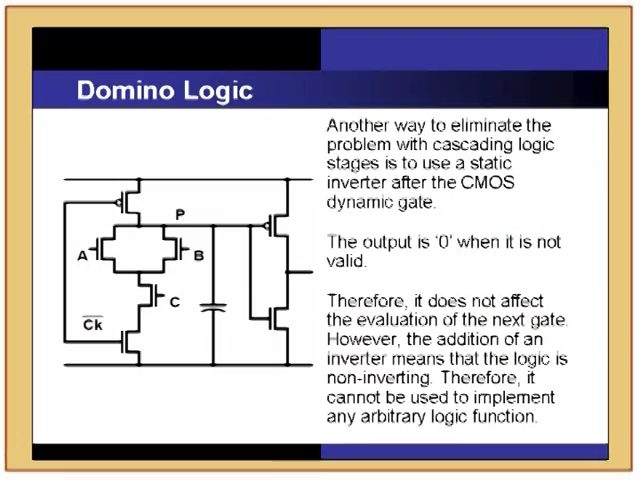 Domino Logic
Another way to eliminate the
problem with cascading logic
stages is to use a static
inverter after the CMOS
dynamic gate.
The output is '0' when it is not
valid.
Therefore, it does not affect
the evaluation of the next gate.
However, the addition of an
inverter means that the logic is
non-inverting. Therefore, it
cannot be used to implement
any arbitrary logic function.
P
A
B
C
Ck